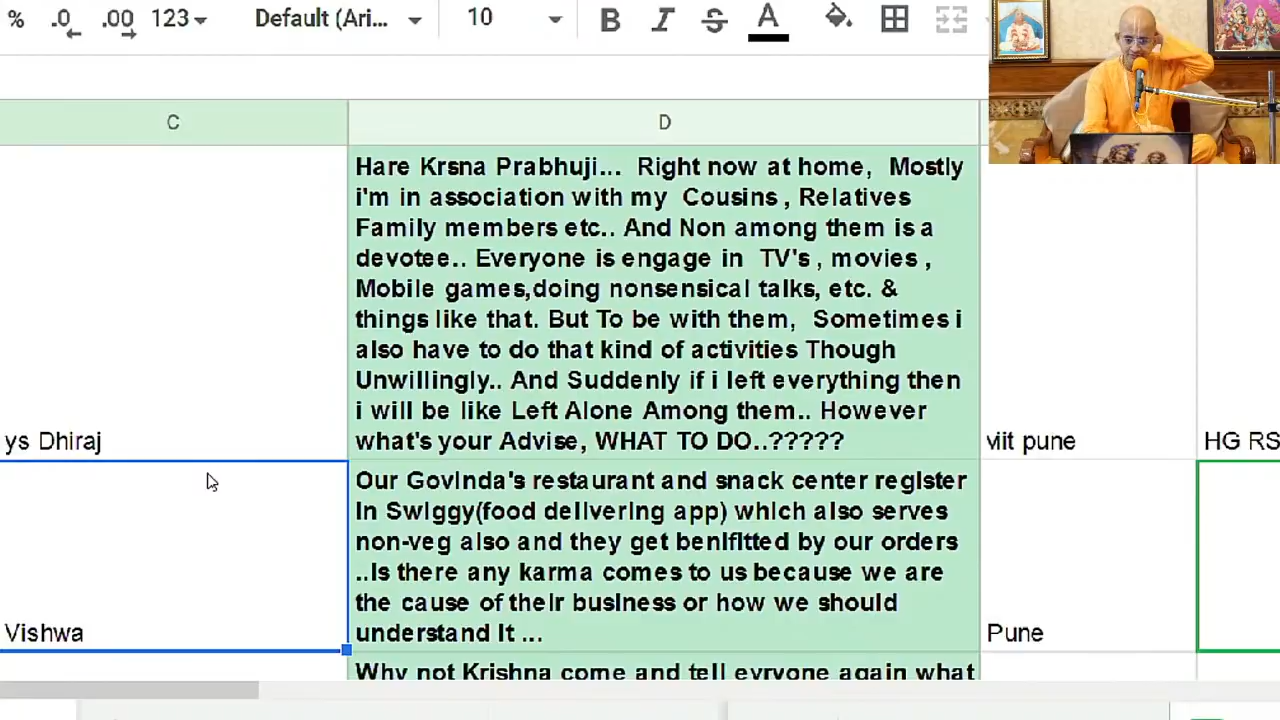 % .0 .00 123 Default (Ari... 10 B I S A
C D
Hare Krsna Prabhuji... Right now at home, Mostly
i'm in association with my Cousins , Relatives
Family members etc.. And Non among them is a
devotee.. Everyone is engage in TV's , movies ,
Mobile games,doing nonsensical talks, etc. &
things like that. But To be with them, Sometimes i
also have to do that kind of activities Though
Unwillingly.. And Suddenly if i left everything then
i will be like Left Alone Among them.. However
what's your Advise, WHAT TO DO..?????
ys Dhiraj
viit pune
HG RS
Our Govinda's restaurant and snack center register
in Swiggy(food delivering app) which also serves
non-veg also and they get benifitted by our orders
..Is there any karma comes to us because we are
the cause of their business or how we should
understand it ...
Vishwa
Pune
Why not Krishna come and tell evryone again what